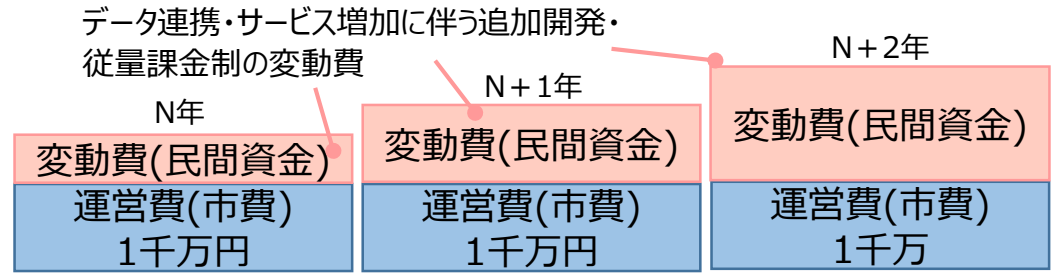 データ連携・サービス増加に伴う追加開発・
従量課金制の変動費
N年
変動費(民間資金)
運営費(市費)
1千万円
N+1年
変動費(民間資金)
運営費(市費)
1千万円
N+2年
変動費(民間資金)
運営費(市費)
1千万